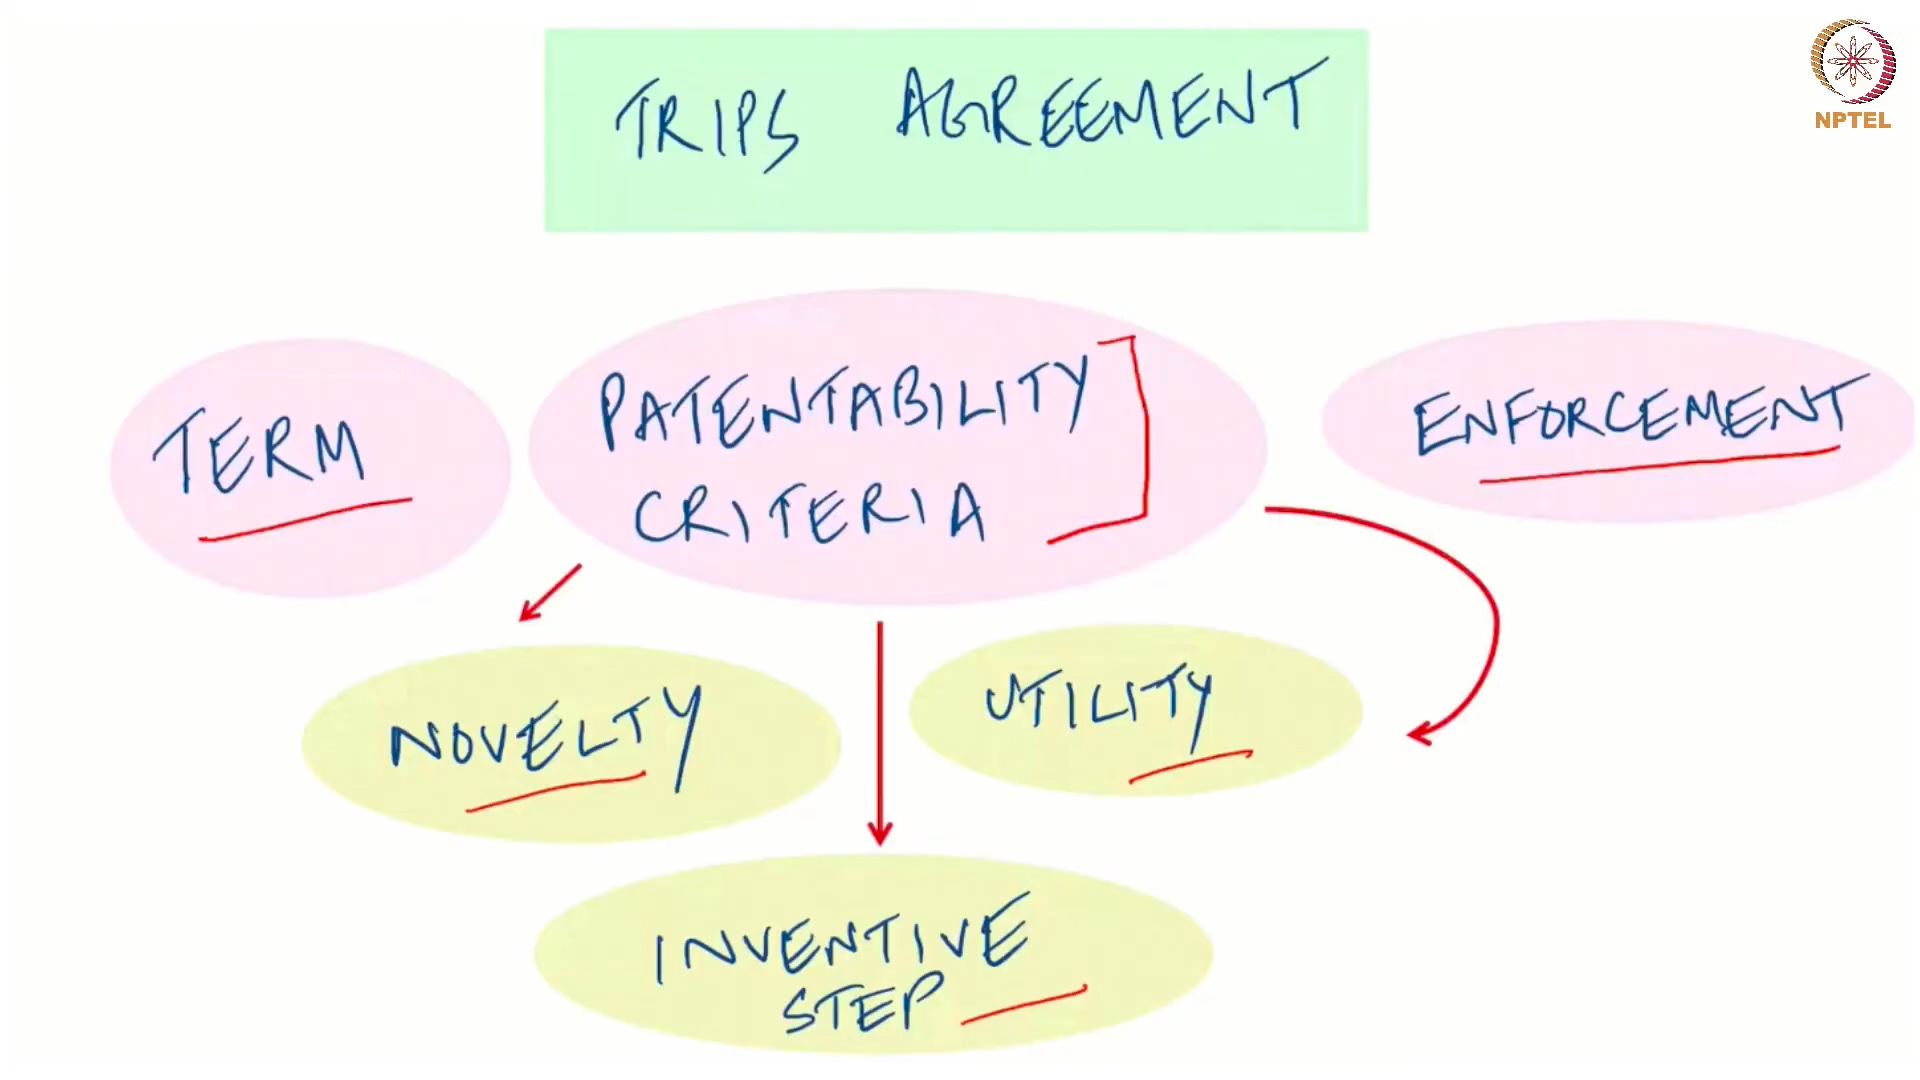 TRIPS AGREEMENT
NPTEL
TERM
PATENTABILITY
CRITERIA
ENFORCEMENT
NOVELTY
UTILITY
INVENTIVE
STEP